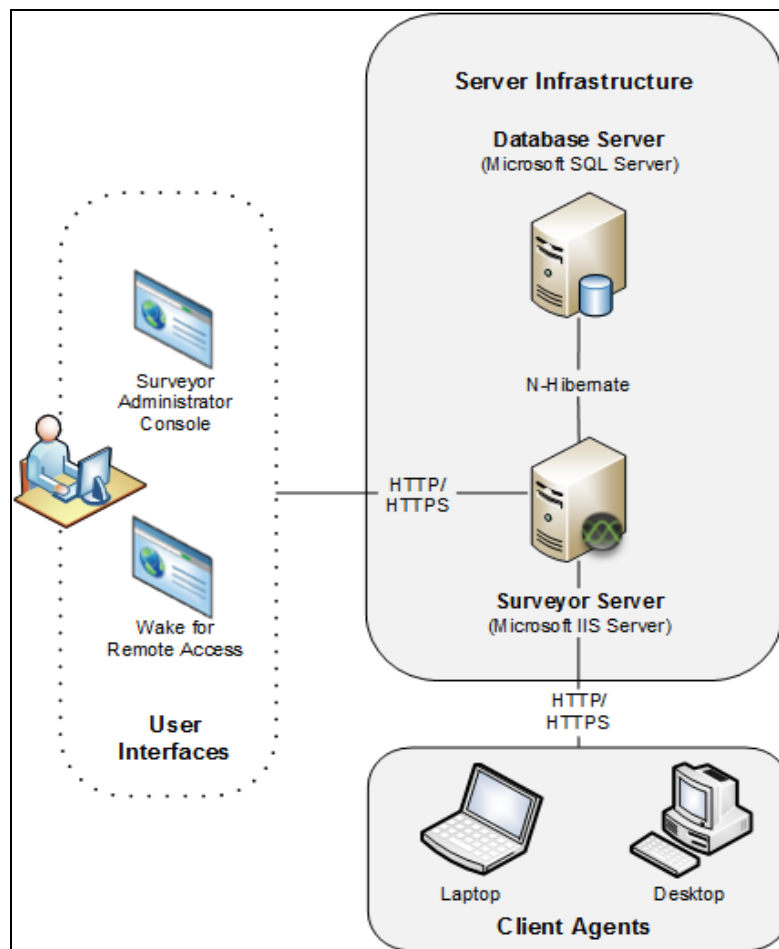 Server Infrastructure
Database Server
(Microsoft SQL Server)
N-Hibernate
Surveyor
Administrator
Console
HTTP/
HTTPS
Wake for
Remote Access
User
Interfaces
Surveyor Server
(Microsoft IIS Server)
HTTP/
HTTPS
Laptop
Desktop
Client Agents